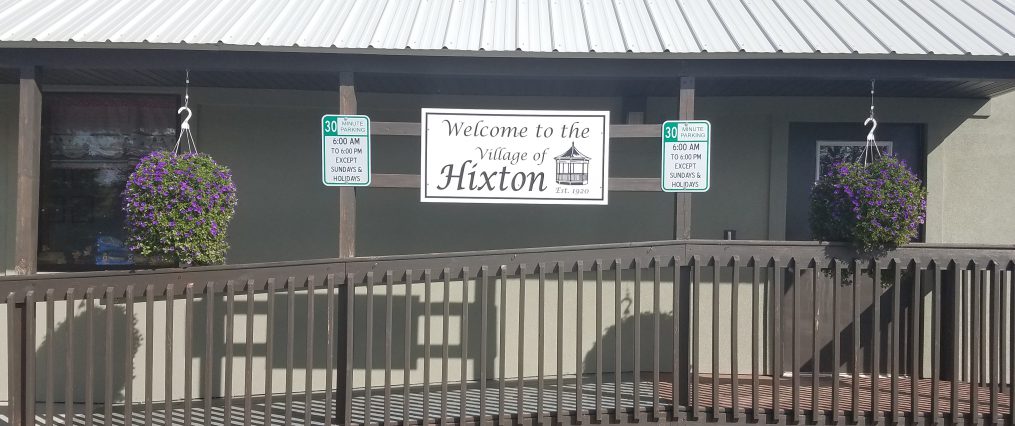 30 MINUTE
PARKING
6:00 AM
TO 6:00 PM
EXCEPT
SUNDAYS &
HOLIDAYS
Welcome to the
Village of
Hixton
Est. 1920
30 MINUTE
PARKING
6:00 AM
TO 6:00 PM
EXCEPT
SUNDAYS &
HOLIDAYS